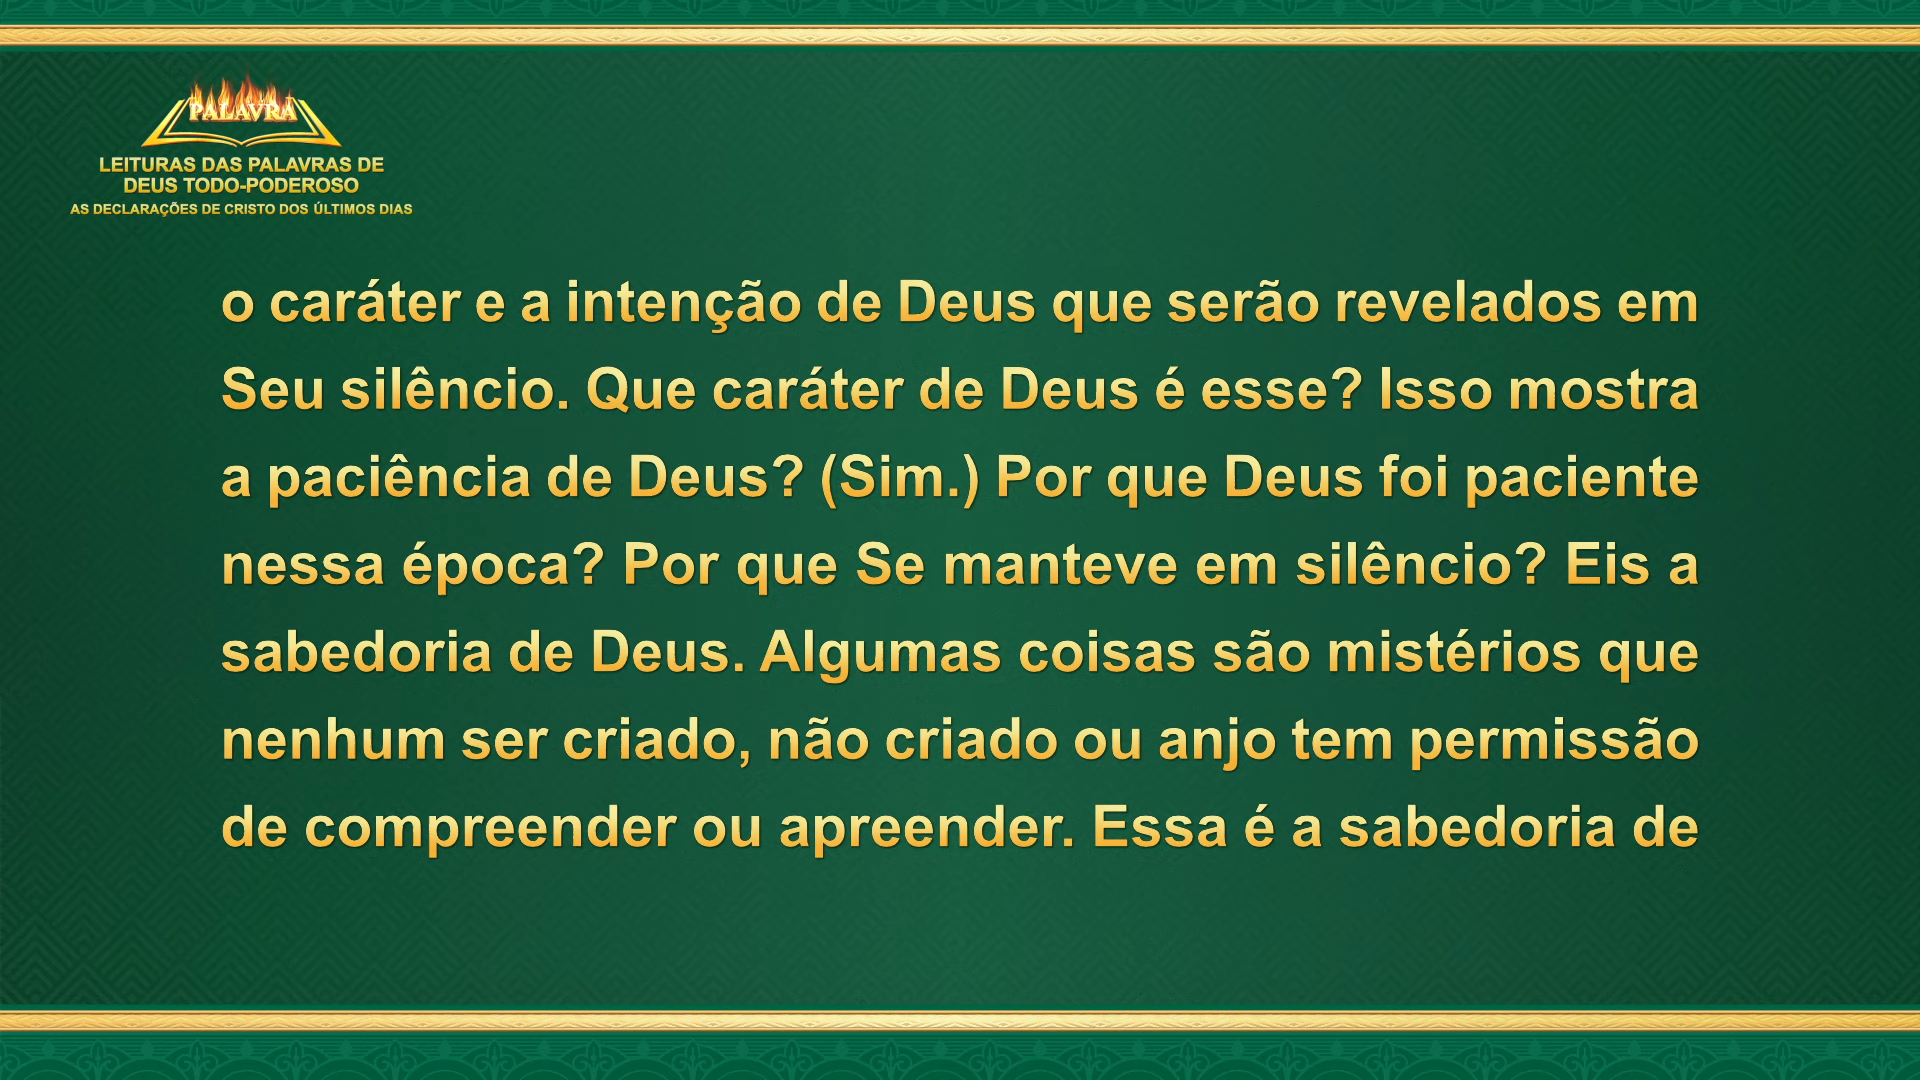 PALAVRA
LEITURAS DAS PALAVRAS DE
DEUS TODO-PODEROSO
AS DECLARAÇÕES DE CRISTO DOS ÚLTIMOS DIAS
o caráter e a intenção de Deus que serão revelados em
Seu silêncio. Que caráter de Deus é esse? Isso mostra
a paciência de Deus? (Sim.) Por que Deus foi paciente
nessa época? Por que Se manteve em silêncio? Eis a
sabedoria de Deus. Algumas coisas são mistérios que
nenhum ser criado, não criado ou anjo tem permissão
de compreender ou apreender. Essa é a sabedoria de